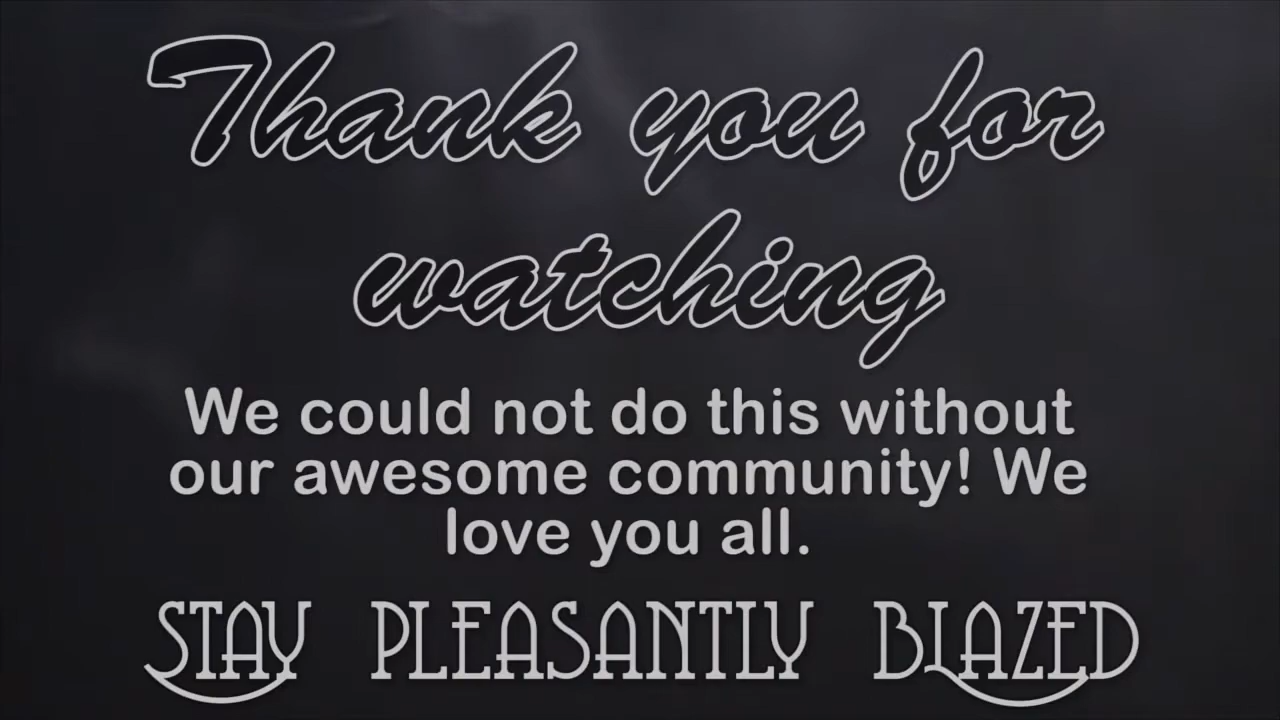 Thank you for
watching
We could not do this without
our awesome community! We
love you all.
STAY PLEASANTLY BLAZED